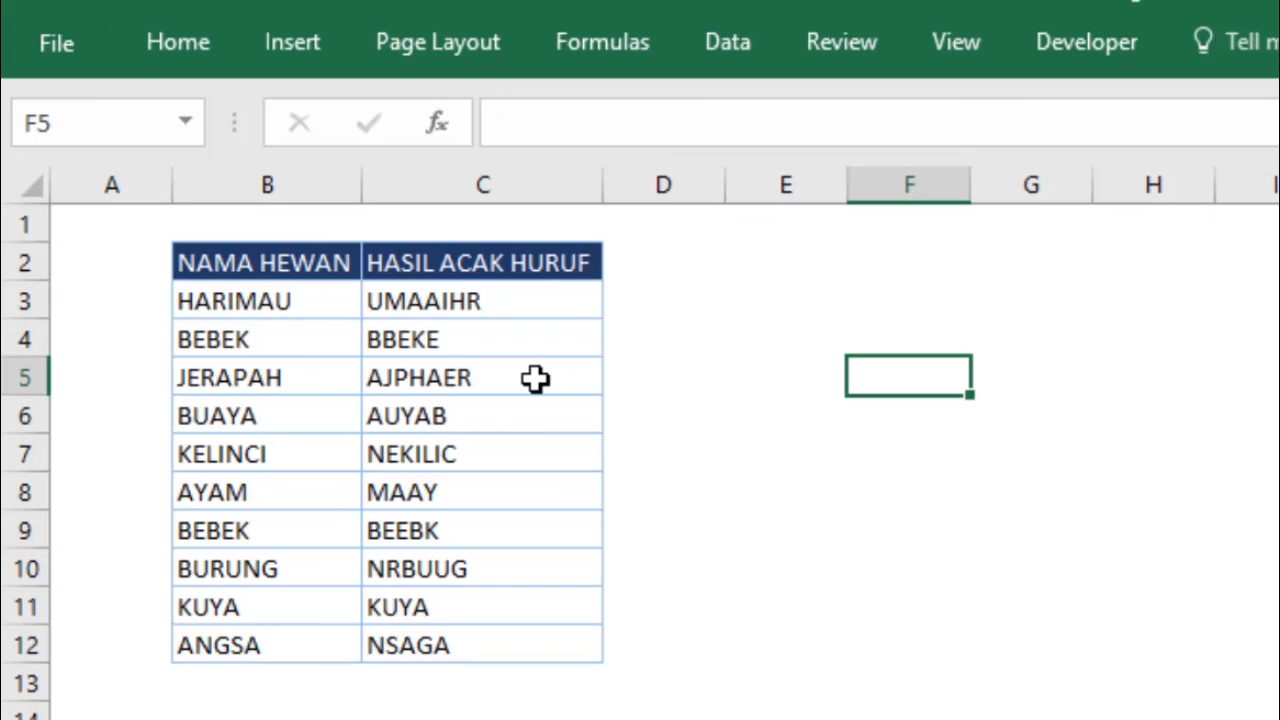 File Home Insert Page Layout Formulas Data Review View Developer Tell
F5 fx
A B C D E F G H
1
2 NAMA HEWAN HASIL ACAK HURUF
3 HARIMAU UMAAIHR
4 BEBEK BBEKE
5 JERAPAH AJPHAER
6 BUAYA AUYAB
7 KELINCI NEKILIC
8 AYAM MAAY
9 BEBEK BEEBK
10 BURUNG NRBUUG
11 KUYA KUYA
12 ANGSA NSAGA
13
14